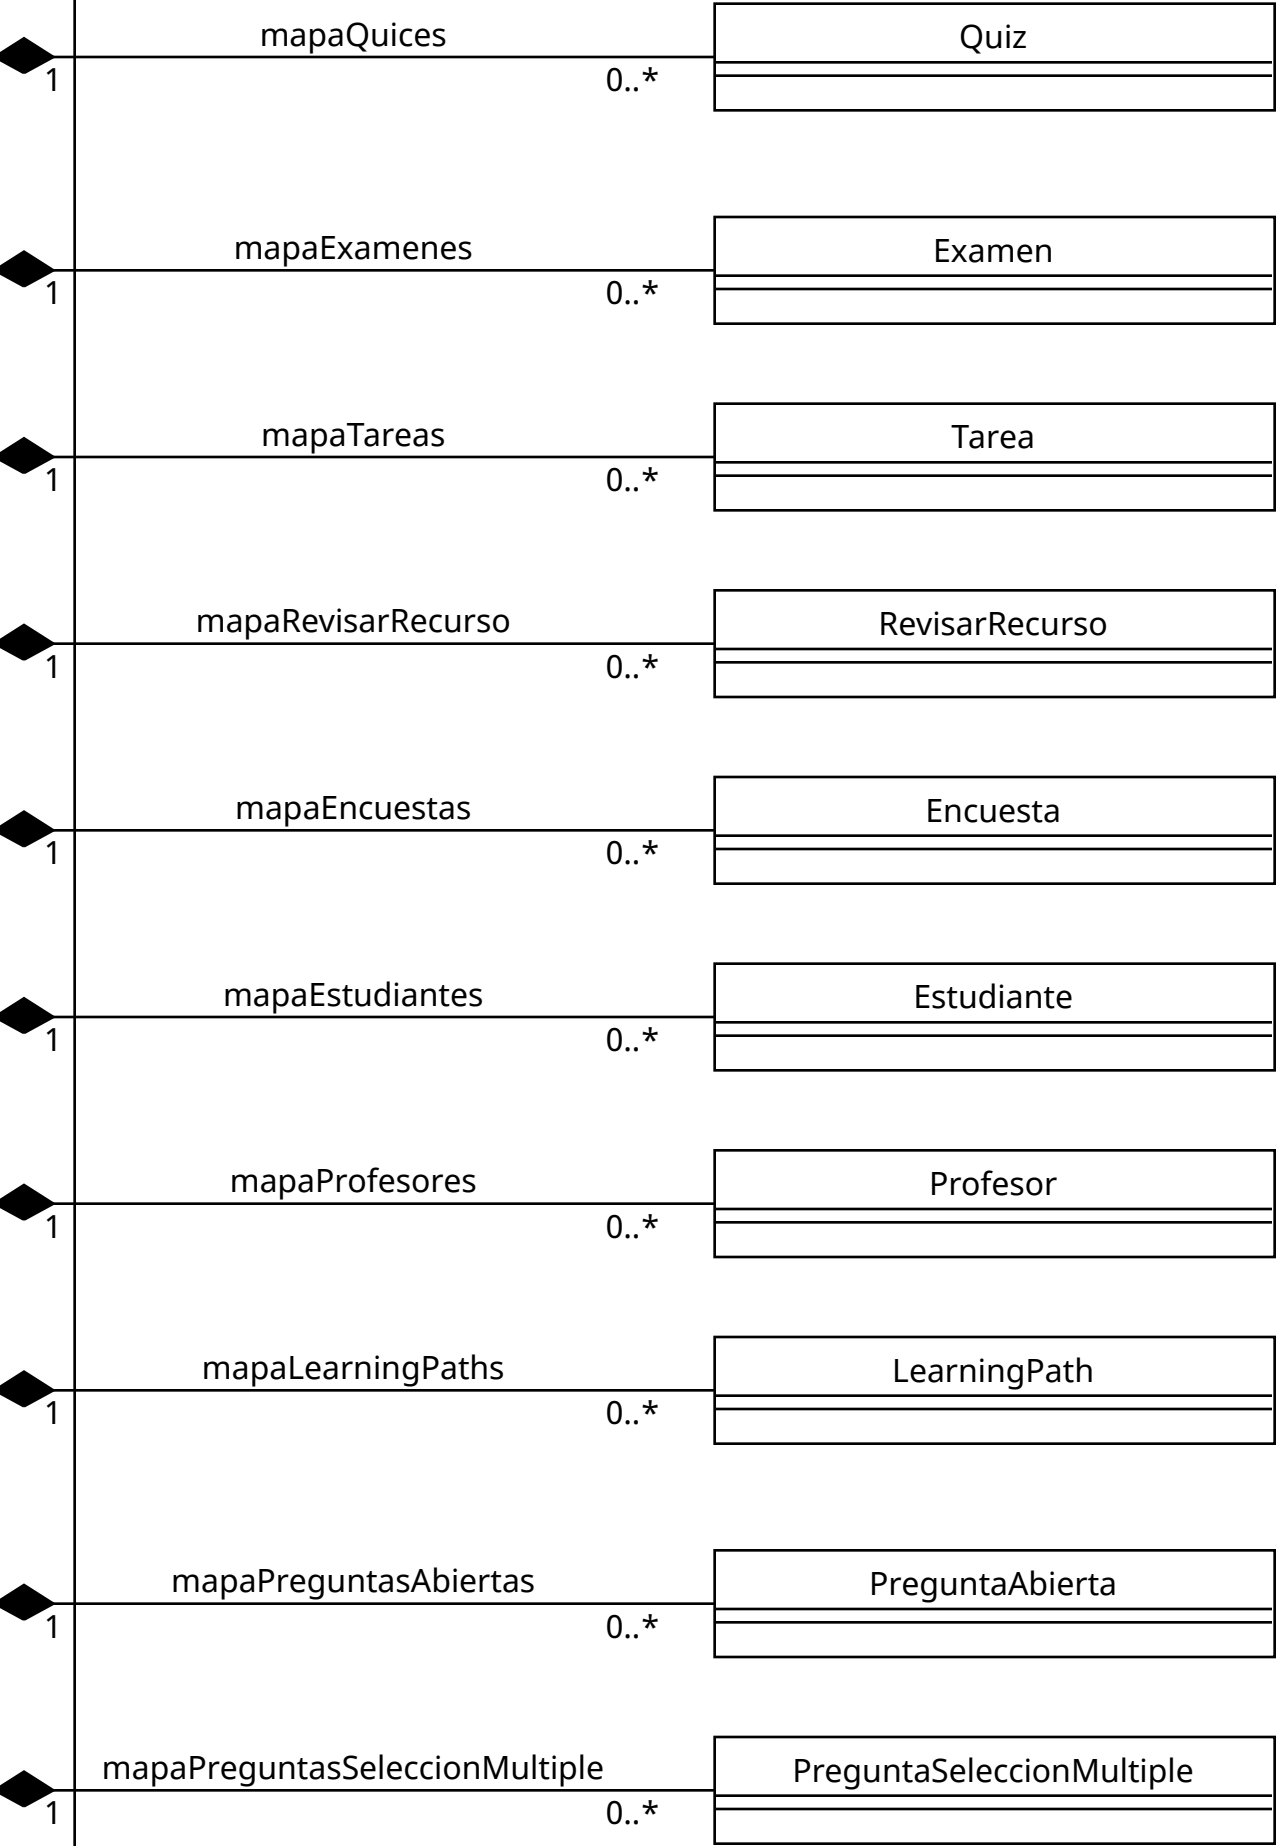 mapaQuices
Quiz
1
0..*
mapaExamenes
Examen
1
0..*
mapaTareas
Tarea
1
0..*
mapaRevisarRecurso
RevisarRecurso
1
0..*
mapaEncuestas
Encuesta
1
0..*
mapaEstudiantes
Estudiante
1
0..*
mapaProfesores
Profesor
1
0..*
mapaLearningPaths
LearningPath
1
0..*
mapaPreguntasAbiertas
PreguntaAbierta
1
0..*
mapaPreguntasSeleccionMultiple
PreguntaSeleccionMultiple
1
0..*